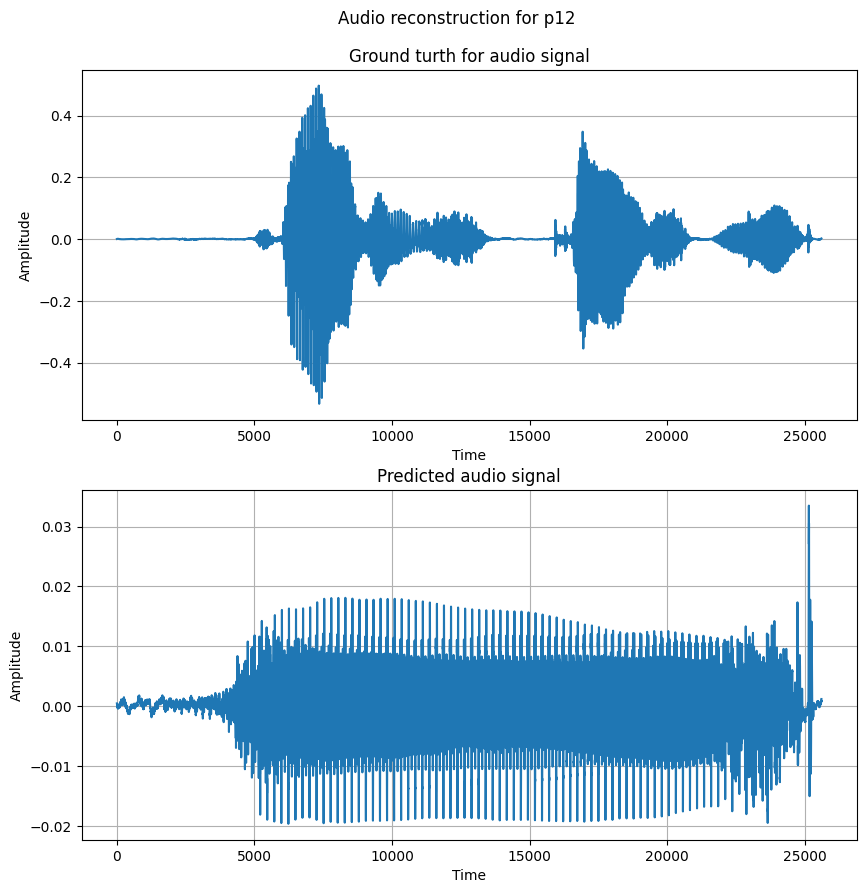 Audio reconstruction for p12
Ground turth for audio signal
0.4
0.2
0.0
−0.2
−0.4
Amplitude
0 5000 10000 15000 20000 25000
Time
Predicted audio signal
0.03
0.02
0.01
0.00
−0.01
−0.02
Amplitude
0 5000 10000 15000 20000 25000
Time